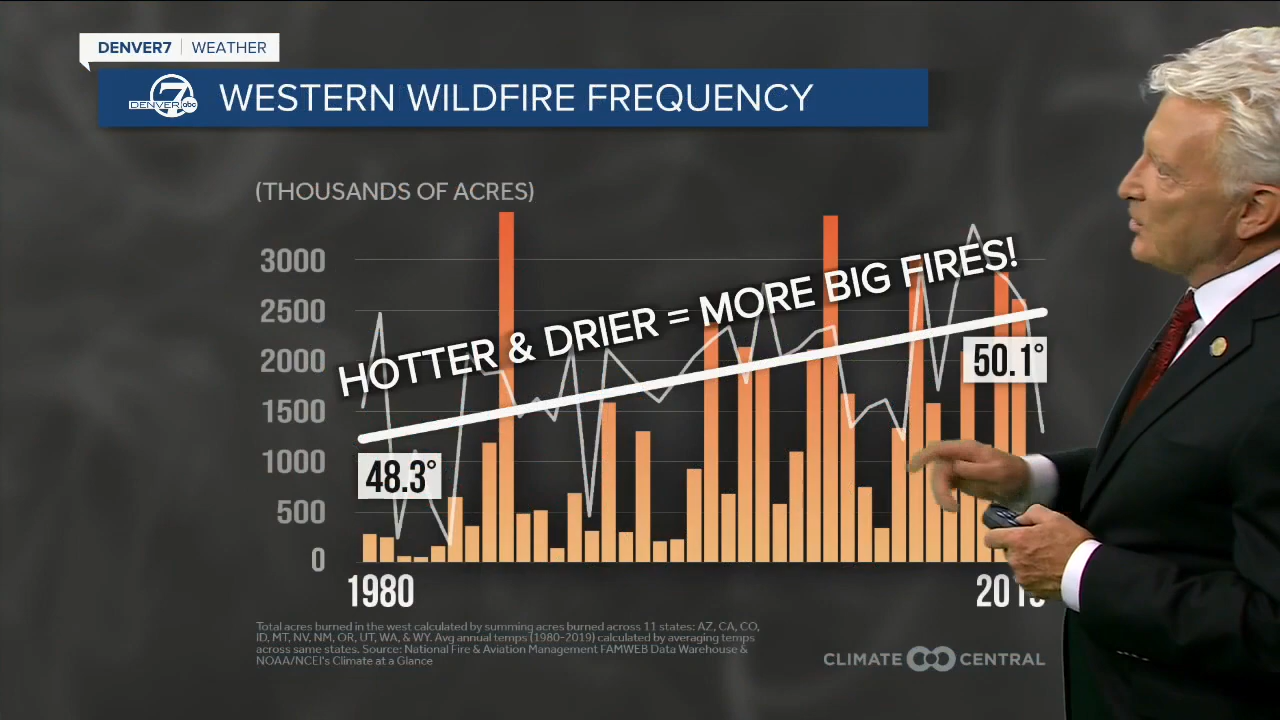 DENVER7 | WEATHER
DENVER 7 abc
WESTERN WILDFIRE FREQUENCY
(THOUSANDS OF ACRES)
3000
2500
2000
1500
1000
500
0
HOTTER & DRIER = MORE BIG FIRES!
48.3°
50.1°
1980
Total acres burned in the west calculated by summing acres burned across 11 states: AZ, CA, CO,
ID, MT, NV, NM, OR, UT, WA, & WY. Avg annual temps (1980-2019) calculated by averaging temps
across same states. Source: National Fire & Aviation Management FAMWEB Data Warehouse &
NOAA/NCEI's Climate at a Glance
CLIMATE CENTRAL